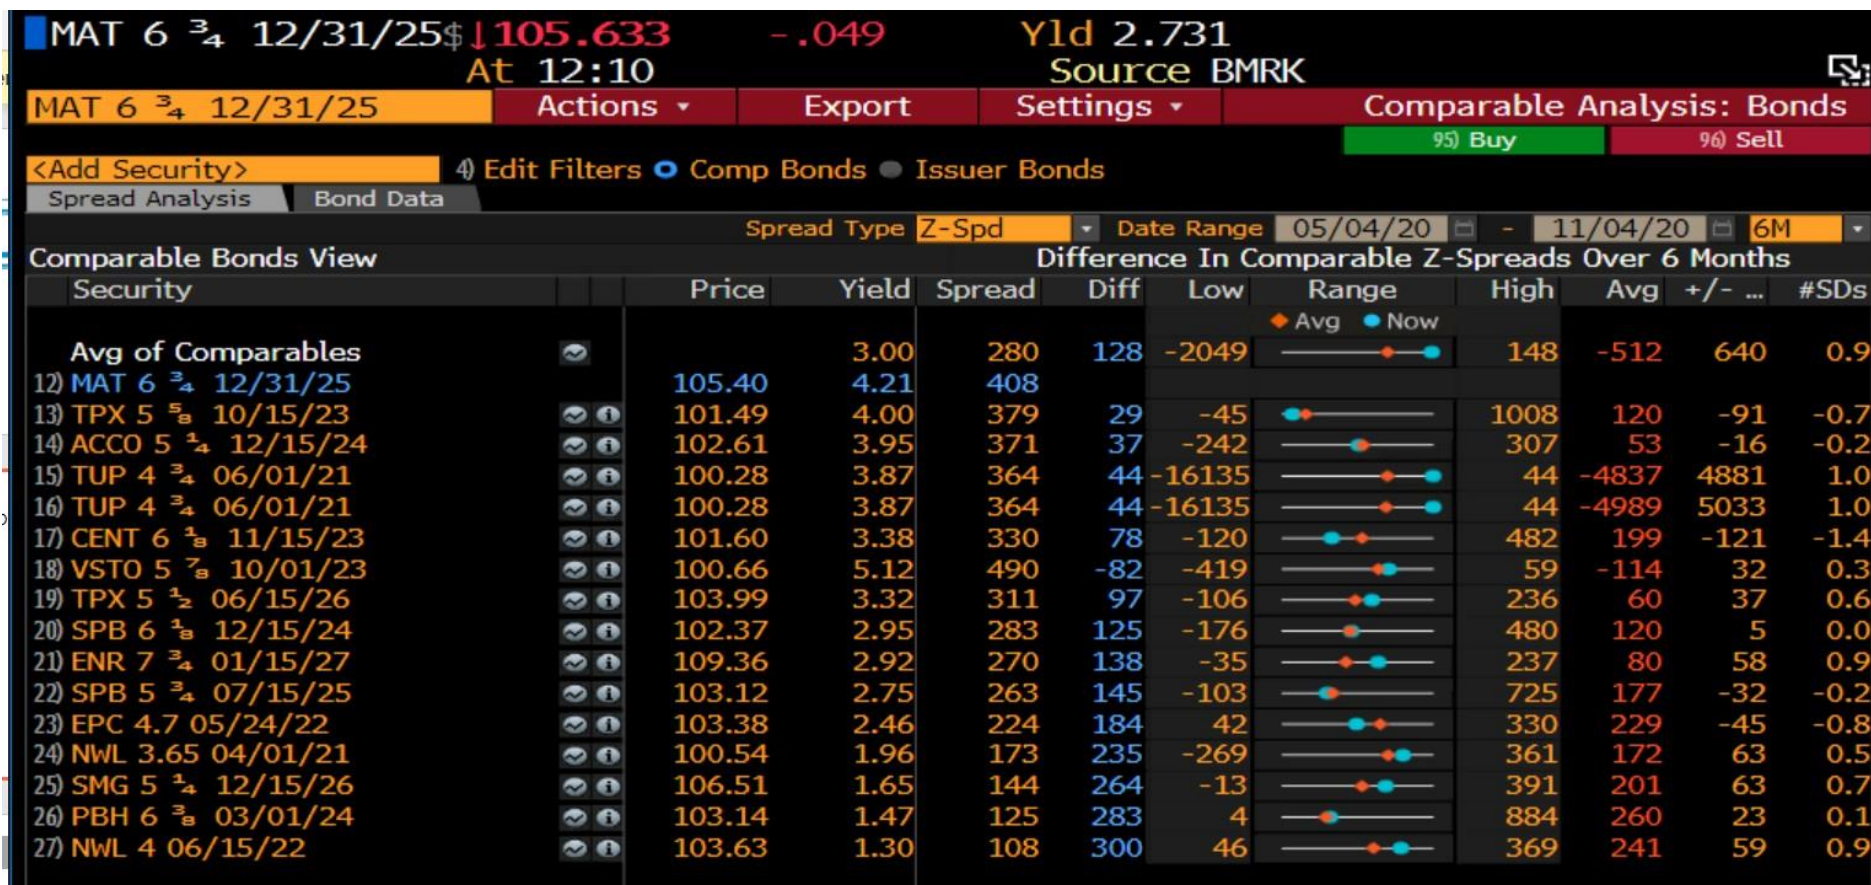 MAT 6 ¾ 12/31/25 $↓105.633 -.049 Yld 2.731
At 12:10 Source BMRK
MAT 6 ¾ 12/31/25 Actions Export Settings Comparable Analysis: Bonds
95) Buy 96) Sell
<Add Security> 4) Edit Filters Comp Bonds Issuer Bonds
Spread Analysis Bond Data
Spread Type Z-Spd Date Range 05/04/20 - 11/04/20 6M
Comparable Bonds View Difference In Comparable Z-Spreads Over 6 Months
Security Price Yield Spread Diff Low Range High Avg +/- ... #SDs
Avg Now
Avg of Comparables 3.00 280 128 -2049 148 -512 640 0.9
12) MAT 6 ¾ 12/31/25 105.40 4.21 408
13) TPX 5 ⅝ 10/15/23 101.49 4.00 379 29 -45 1008 120 -91 -0.7
14) ACCO 5 ¼ 12/15/24 102.61 3.95 371 37 -242 307 53 -16 -0.2
15) TUP 4 ¾ 06/01/21 100.28 3.87 364 44 -16135 44 -4837 4881 1.0
16) TUP 4 ¾ 06/01/21 100.28 3.87 364 44 -16135 44 -4989 5033 1.0
17) CENT 6 ⅛ 11/15/23 101.60 3.38 330 78 -120 482 199 -121 -1.4
18) VSTO 5 ⅞ 10/01/23 100.66 5.12 490 -82 -419 59 -114 32 0.3
19) TPX 5 ½ 06/15/26 103.99 3.32 311 97 -106 236 60 37 0.6
20) SPB 6 ⅛ 12/15/24 102.37 2.95 283 125 -176 480 120 5 0.0
21) ENR 7 ¾ 01/15/27 109.36 2.92 270 138 -35 237 80 58 0.9
22) SPB 5 ¾ 07/15/25 103.12 2.75 263 145 -103 725 177 -32 -0.2
23) EPC 4.7 05/24/22 103.38 2.46 224 184 42 330 229 -45 -0.8
24) NWL 3.65 04/01/21 100.54 1.96 173 235 -269 361 172 63 0.5
25) SMG 5 ¼ 12/15/26 106.51 1.65 144 264 -13 391 201 63 0.7
26) PBH 6 ⅜ 03/01/24 103.14 1.47 125 283 4 884 260 23 0.1
27) NWL 4 06/15/22 103.63 1.30 108 300 46 369 241 59 0.9